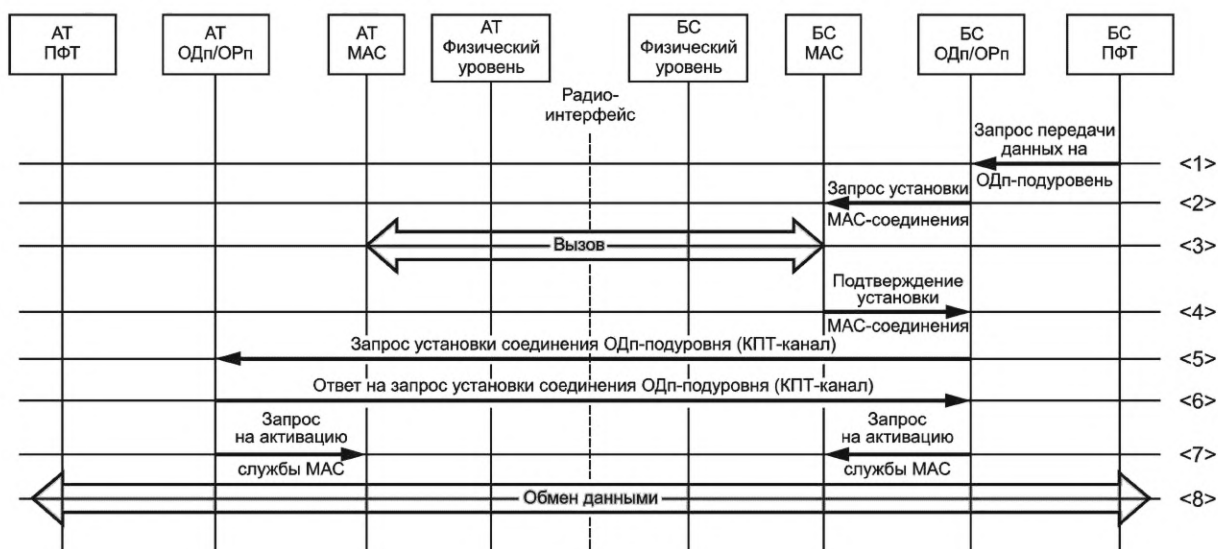 АТ
ПФТ
АТ
ОДп/ОРп
АТ
МАС
АТ
Физический
уровень
БС
Физический
уровень
БС
МАС
БС
ОДп/ОРп
БС
ПФТ
Радио-
интерфейс
Запрос передачи
данных на
ОДп-подуровень
<1>
Запрос установки
МАС-соединения
<2>
Вызов
<3>
Подтверждение
установки
МАС-соединения
<4>
Запрос установки соединения ОДп-подуровня (КПТ-канал)
<5>
Ответ на запрос установки соединения ОДп-подуровня (КПТ-канал)
<6>
Запрос
на активацию
службы МАС
Запрос
на активацию
службы МАС
<7>
Обмен данными
<8>